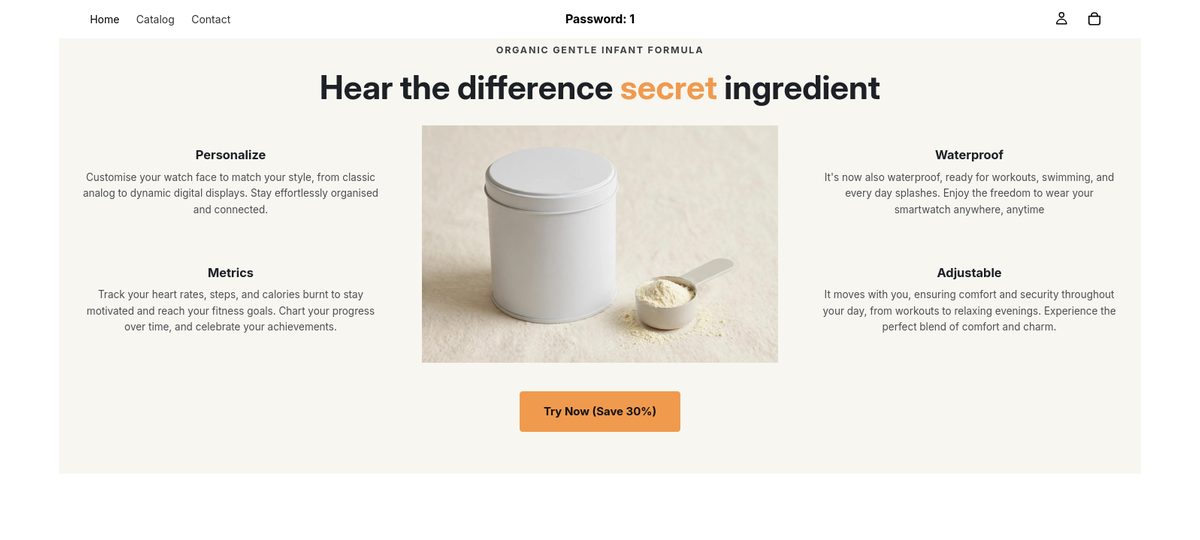 Home Catalog Contact
Password: 1
ORGANIC GENTLE INFANT FORMULA
Hear the difference secret ingredient
Personalize
Customise your watch face to match your style, from classic
analog to dynamic digital displays. Stay effortlessly organised
and connected.
Metrics
Track your heart rates, steps, and calories burnt to stay
motivated and reach your fitness goals. Chart your progress
over time, and celebrate your achievements.
Waterproof
It's now also waterproof, ready for workouts, swimming, and
every day splashes. Enjoy the freedom to wear your
smartwatch anywhere, anytime
Adjustable
It moves with you, ensuring comfort and security throughout
your day, from workouts to relaxing evenings. Experience the
perfect blend of comfort and charm.
Try Now (Save 30%)